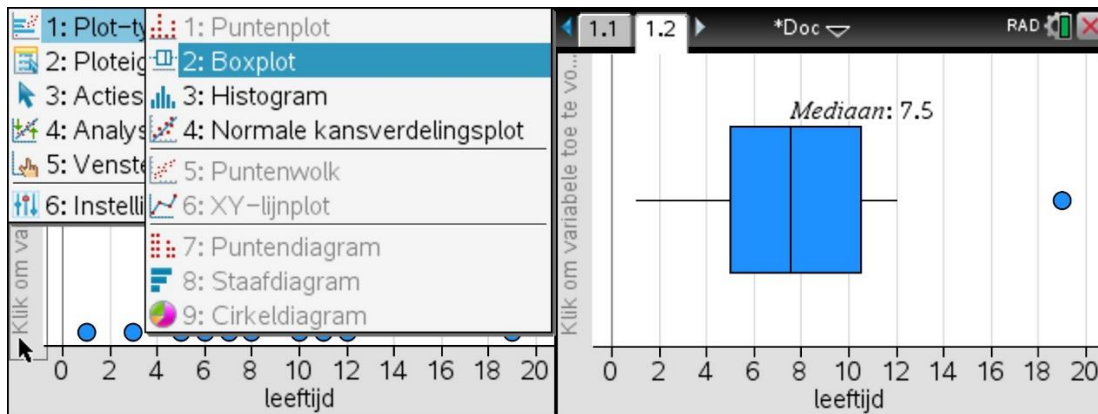 1: Plot-ty
2: Ploteig
3: Acties
4: Analys
5: Venste
6: Instelli
1: Puntenplot
2: Boxplot
3: Histogram
4: Normale kansverdelingsplot
5: Puntenwolk
6: XY-lijnplot
7: Puntendiagram
8: Staafdiagram
9: Cirkeldiagram
Klik om va
0 2 4 6 8 10 12 14 16 18 20
leeftijd
1.1 1.2 *Doc RAD
Klik om variabele toe te vo...
Mediaan: 7.5
0 2 4 6 8 10 12 14 16 18 20
leeftijd